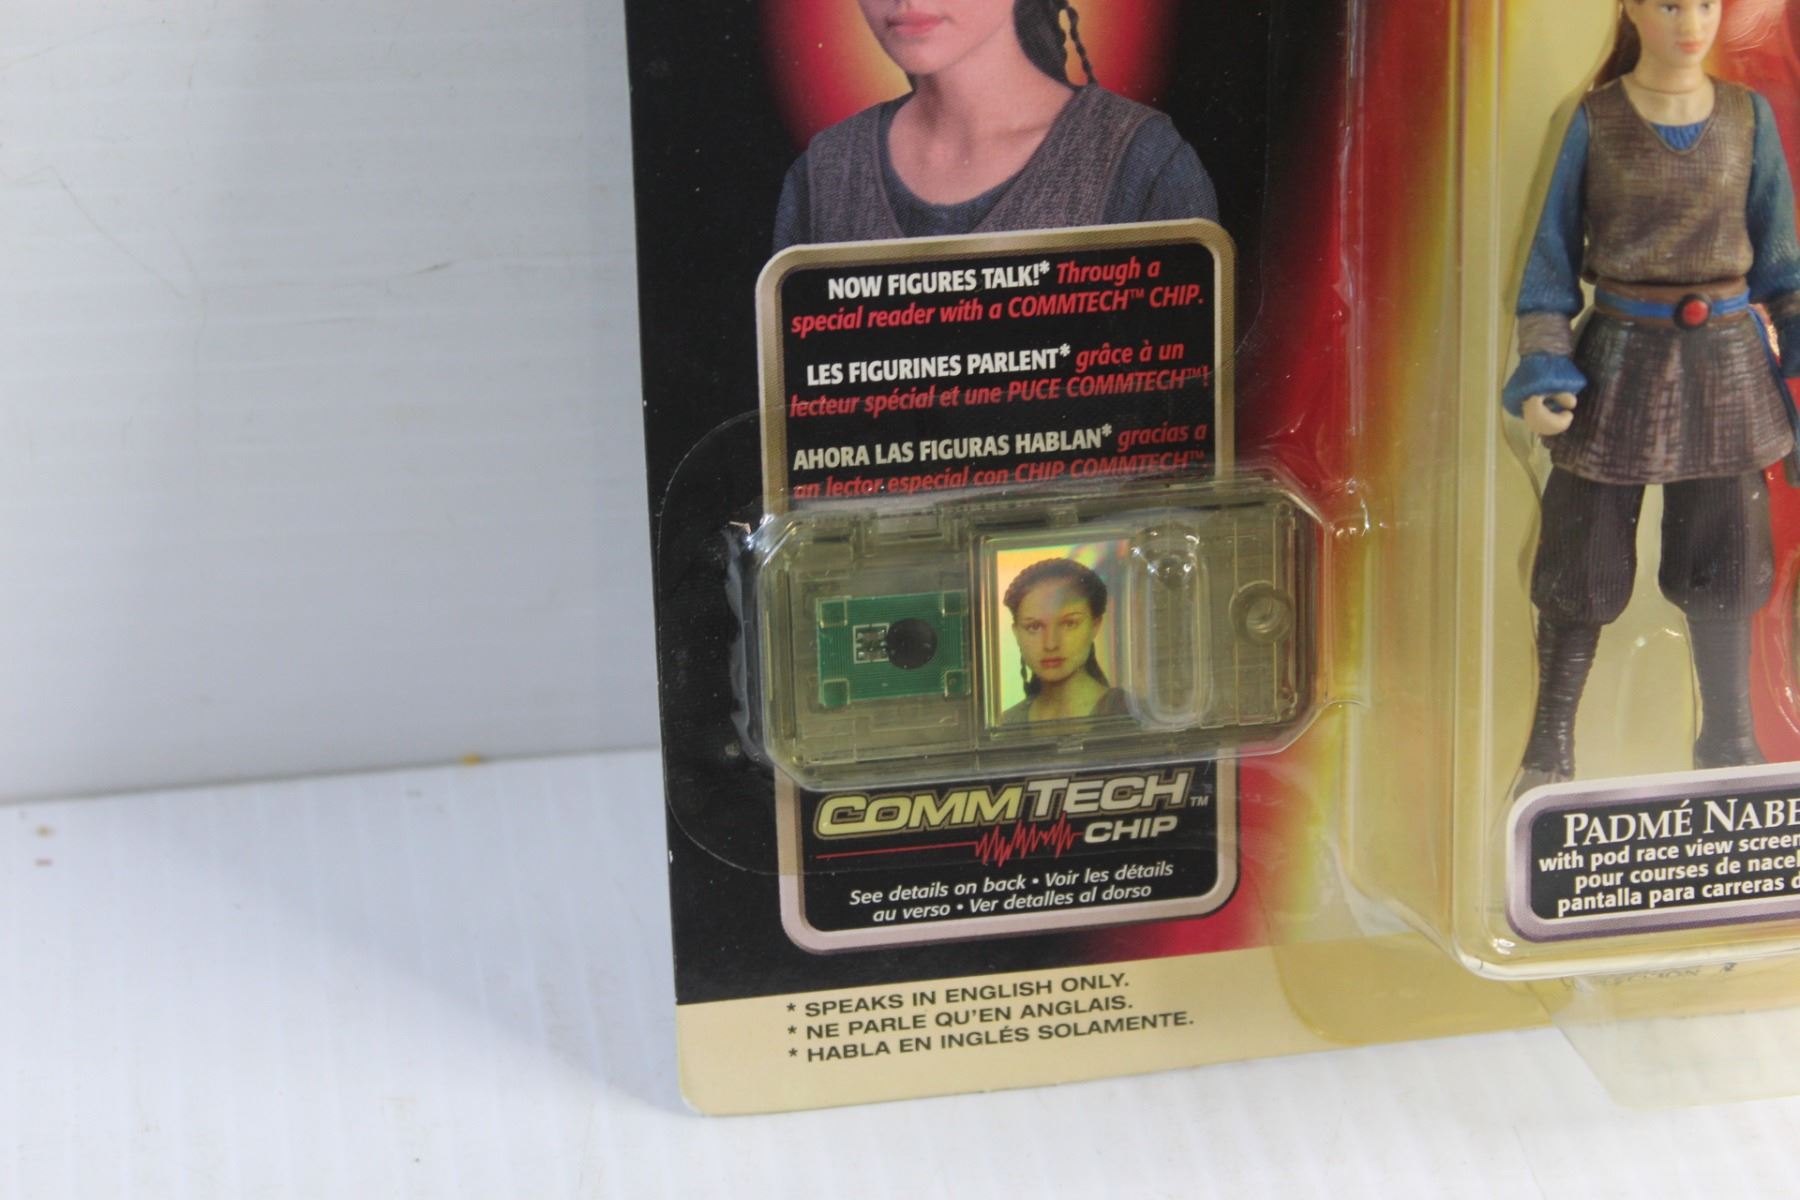 NOW FIGURES TALK!* Through a
special reader with a COMMTECH™ CHIP.
LES FIGURINES PARLENT* grâce à un
lecteur spécial et une PUCE COMMTECH™!
AHORA LAS FIGURAS HABLAN* gracias a
un lector especial con CHIP COMMTECH™.
COMMTECH™
CHIP
See details on back • Voir les détails
au verso • Ver detalles al dorso
* SPEAKS IN ENGLISH ONLY.
* NE PARLE QU'EN ANGLAIS.
* HABLA EN INGLÉS SOLAMENTE.
PADMÉ NABE
with pod race view screen
pour courses de nacel
pantalla para carreras d